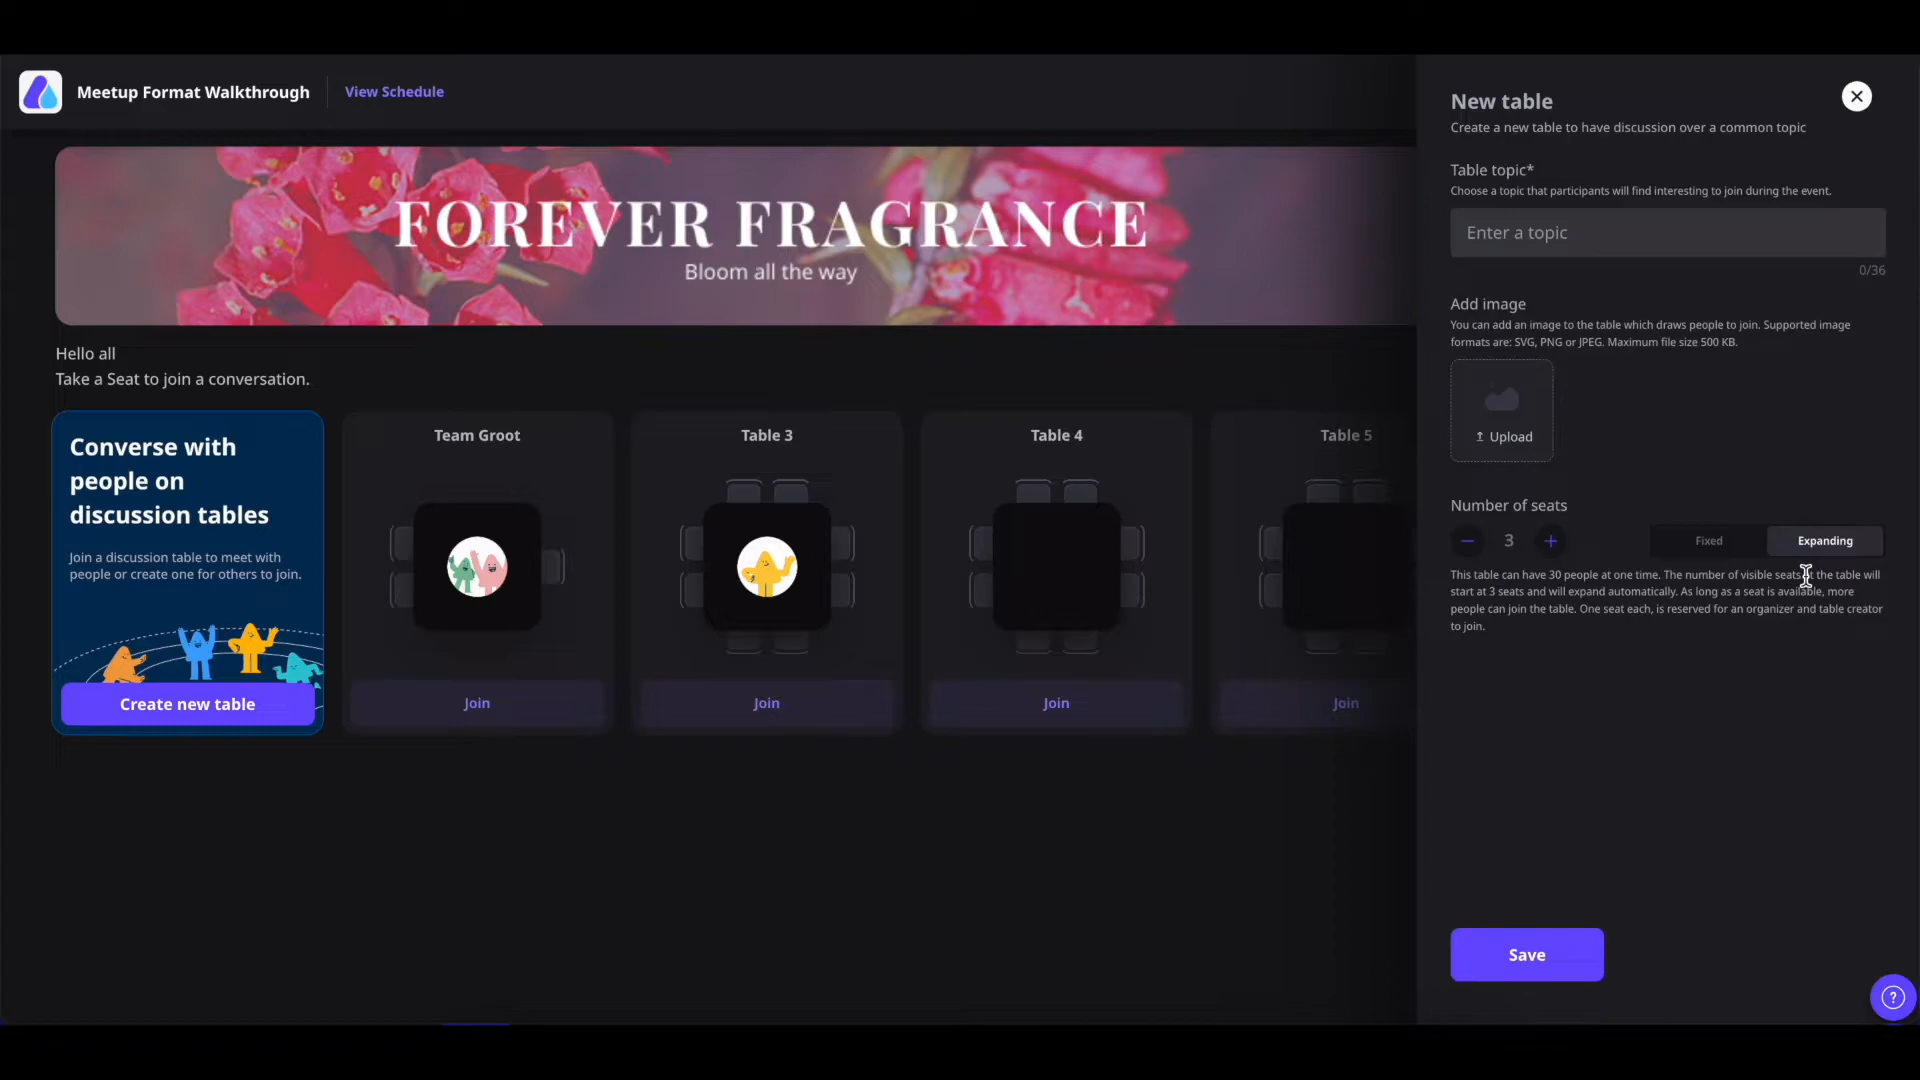 Meetup Format Walkthrough
View Schedule
FOREVER FRAGRANCE
Bloom all the way
Hello all
Take a Seat to join a conversation.
Converse with
people on
discussion tables
Join a discussion table to meet with
people or create one for others to join.
Create new table
Team Groot
Join
Table 3
Join
Table 4
Join
Table 5
Join
New table
Create a new table to have discussion over a common topic
Table topic*
Choose a topic that participants will find interesting to join during the event.
Enter a topic
0/36
Add image
You can add an image to the table which draws people to join. Supported image
formats are: SVG, PNG or JPEG. Maximum file size 500 KB.
Upload
Number of seats
3
Fixed
Expanding
This table can have 30 people at one time. The number of visible seats at the table will
start at 3 seats and will expand automatically. As long as a seat is available, more
people can join the table. One seat each, is reserved for an organizer and table creator
to join.
Save
?